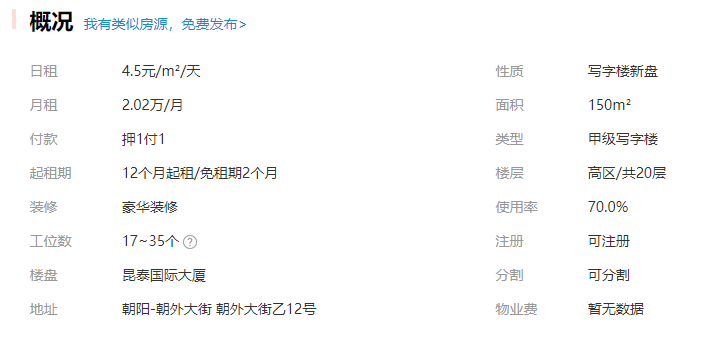 概况 我有类似房源，免费发布>
日租 4.5元/m²/天 性质 写字楼新盘
月租 2.02万/月 面积 150m²
付款 押1付1 类型 甲级写字楼
起租期 12个月起租/免租期2个月 楼层 高区/共20层
装修 豪华装修 使用率 70.0%
工位数 17~35个 ? 注册 可注册
楼盘 昆泰国际大厦 分割 可分割
地址 朝阳-朝外大街 朝外大街乙12号 物业费 暂无数据